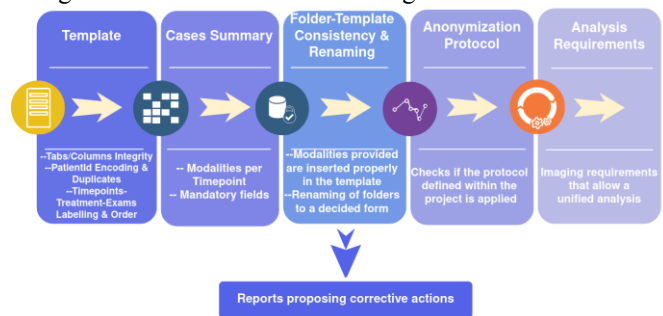 Template
--Tabs/Columns Integrity
--PatientId Encoding &
Duplicates
--Timepoints-
Treatment-Exams
Labelling & Order
Cases Summary
-- Modalities per
Timepoint
-- Mandatory fields
Folder-Template
Consistency &
Renaming
--Modalities provided
are inserted properly
in the template
--Renaming of folders
to a decided form
Anonymization
Protocol
Checks if the protocol
defined within the
project is applied
Analysis
Requirements
Imaging requirements
that allow a
unified analysis
Reports proposing corrective actions